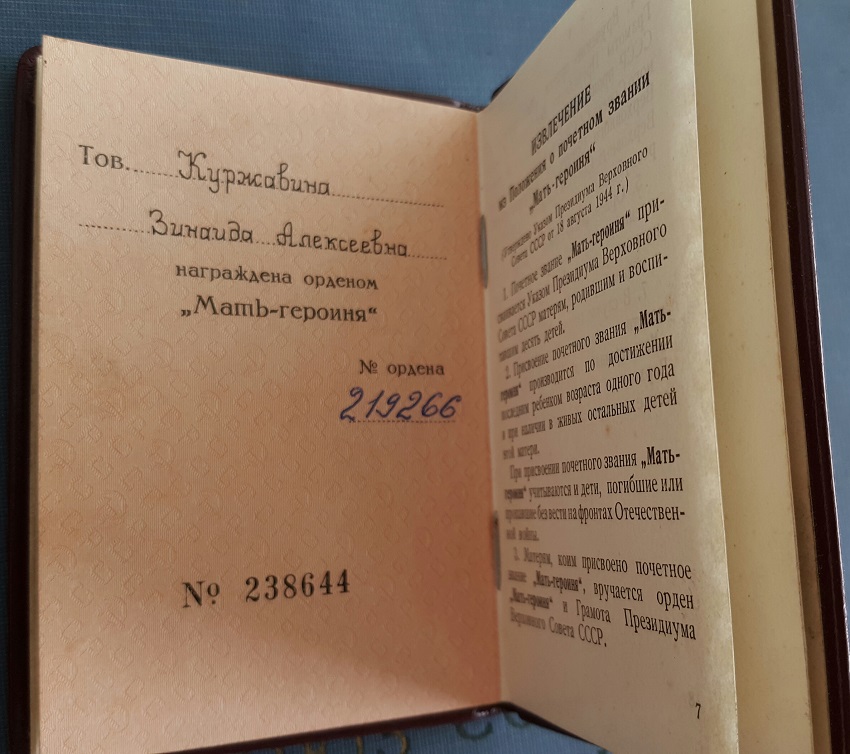 Тов. Куржавина
Зинаида Алексеевна
награждена орденом
„Мать-героиня“
№ ордена
219266
№ 238644
ИЗВЛЕЧЕНИЕ
из Положения о почетном звании
„Мать-героиня“
(Утверждено Указом Президиума Верховного
Совета СССР от 18 августа 1944 г.)
1. Почетное звание „Мать-героиня“ при-
сваивается Указом Президиума Верховного
Совета СССР матерям, родившим и воспи-
тавшим десять детей.
2. Присвоение почетного звания „Мать-
героиня“ производится по достижении
последним ребенком возраста одного года
и при наличии в живых остальных детей
этой матери.
При присвоении почетного звания „Мать-
героиня“ учитываются и дети, погибшие или
пропавшие без вести на фронтах Отечествен-
ной войны.
3. Матерям, коим присвоено почетное
звание „Мать-героиня“, вручается орден
„Мать-героиня“ и Грамота Президиума
Верховного Совета СССР.
7